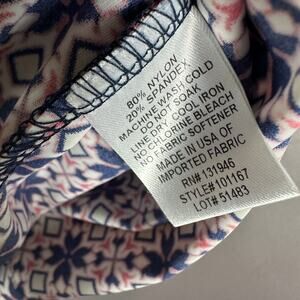 80% NYLON
20% SPANDEX
MACHINE WASH COLD
DO NOT SOAK
LINE DRY COOL IRON
NO CHLORINE BLEACH
NO FABRIC SOFTENER
MADE IN USA OF
IMPORTED FABRIC
RN# 131946
STYLE#101167
LOT# 51483